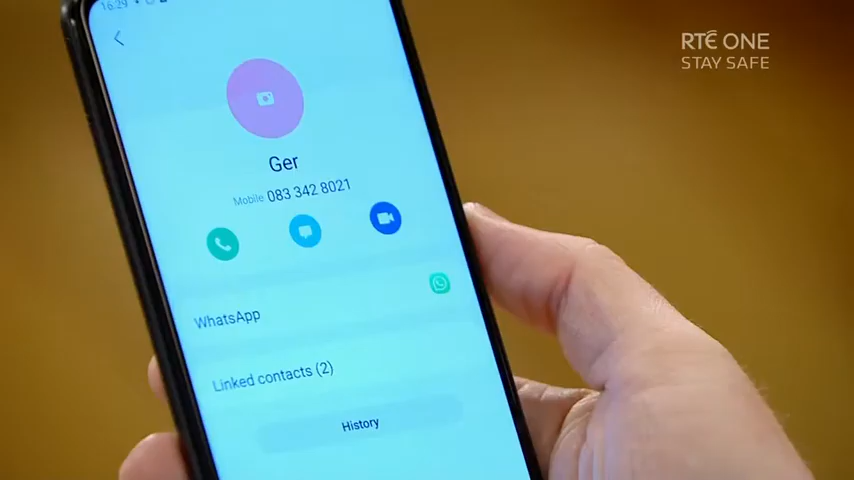 16:29
RTÉ ONE
STAY SAFE
Ger
Mobile 083 342 8021
WhatsApp
Linked contacts (2)
History